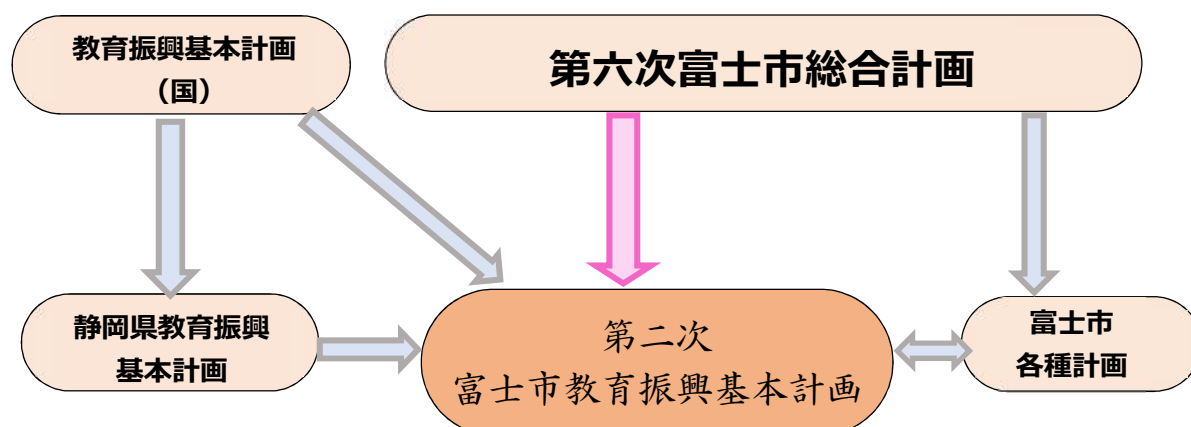 教育振興基本計画
（国）
第六次富士市総合計画
静岡県教育振興
基本計画
第二次
富士市教育振興基本計画
富士市
各種計画